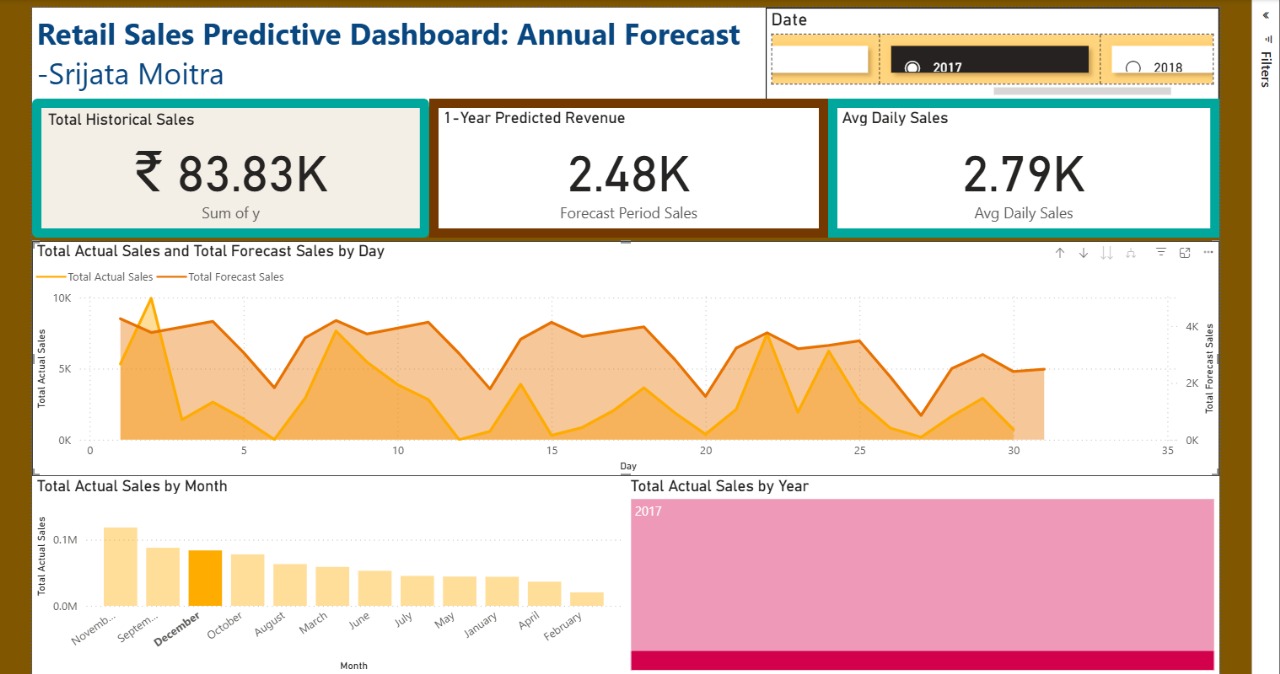 Retail Sales Predictive Dashboard: Annual Forecast
-Srijata Moitra
Date
2017
2018
Filters
Total Historical Sales
₹ 83.83K
Sum of y
1-Year Predicted Revenue
2.48K
Forecast Period Sales
Avg Daily Sales
2.79K
Avg Daily Sales
Total Actual Sales and Total Forecast Sales by Day
Total Actual Sales
Total Forecast Sales
10K
5K
0K
Total Actual Sales
4K
2K
0K
Total Forecast Sales
0
5
10
15
20
25
30
35
Day
Total Actual Sales by Month
Total Actual Sales
0.1M
0.0M
Novemb...
Septem...
December
October
August
March
June
July
May
January
April
February
Month
Total Actual Sales by Year
2017